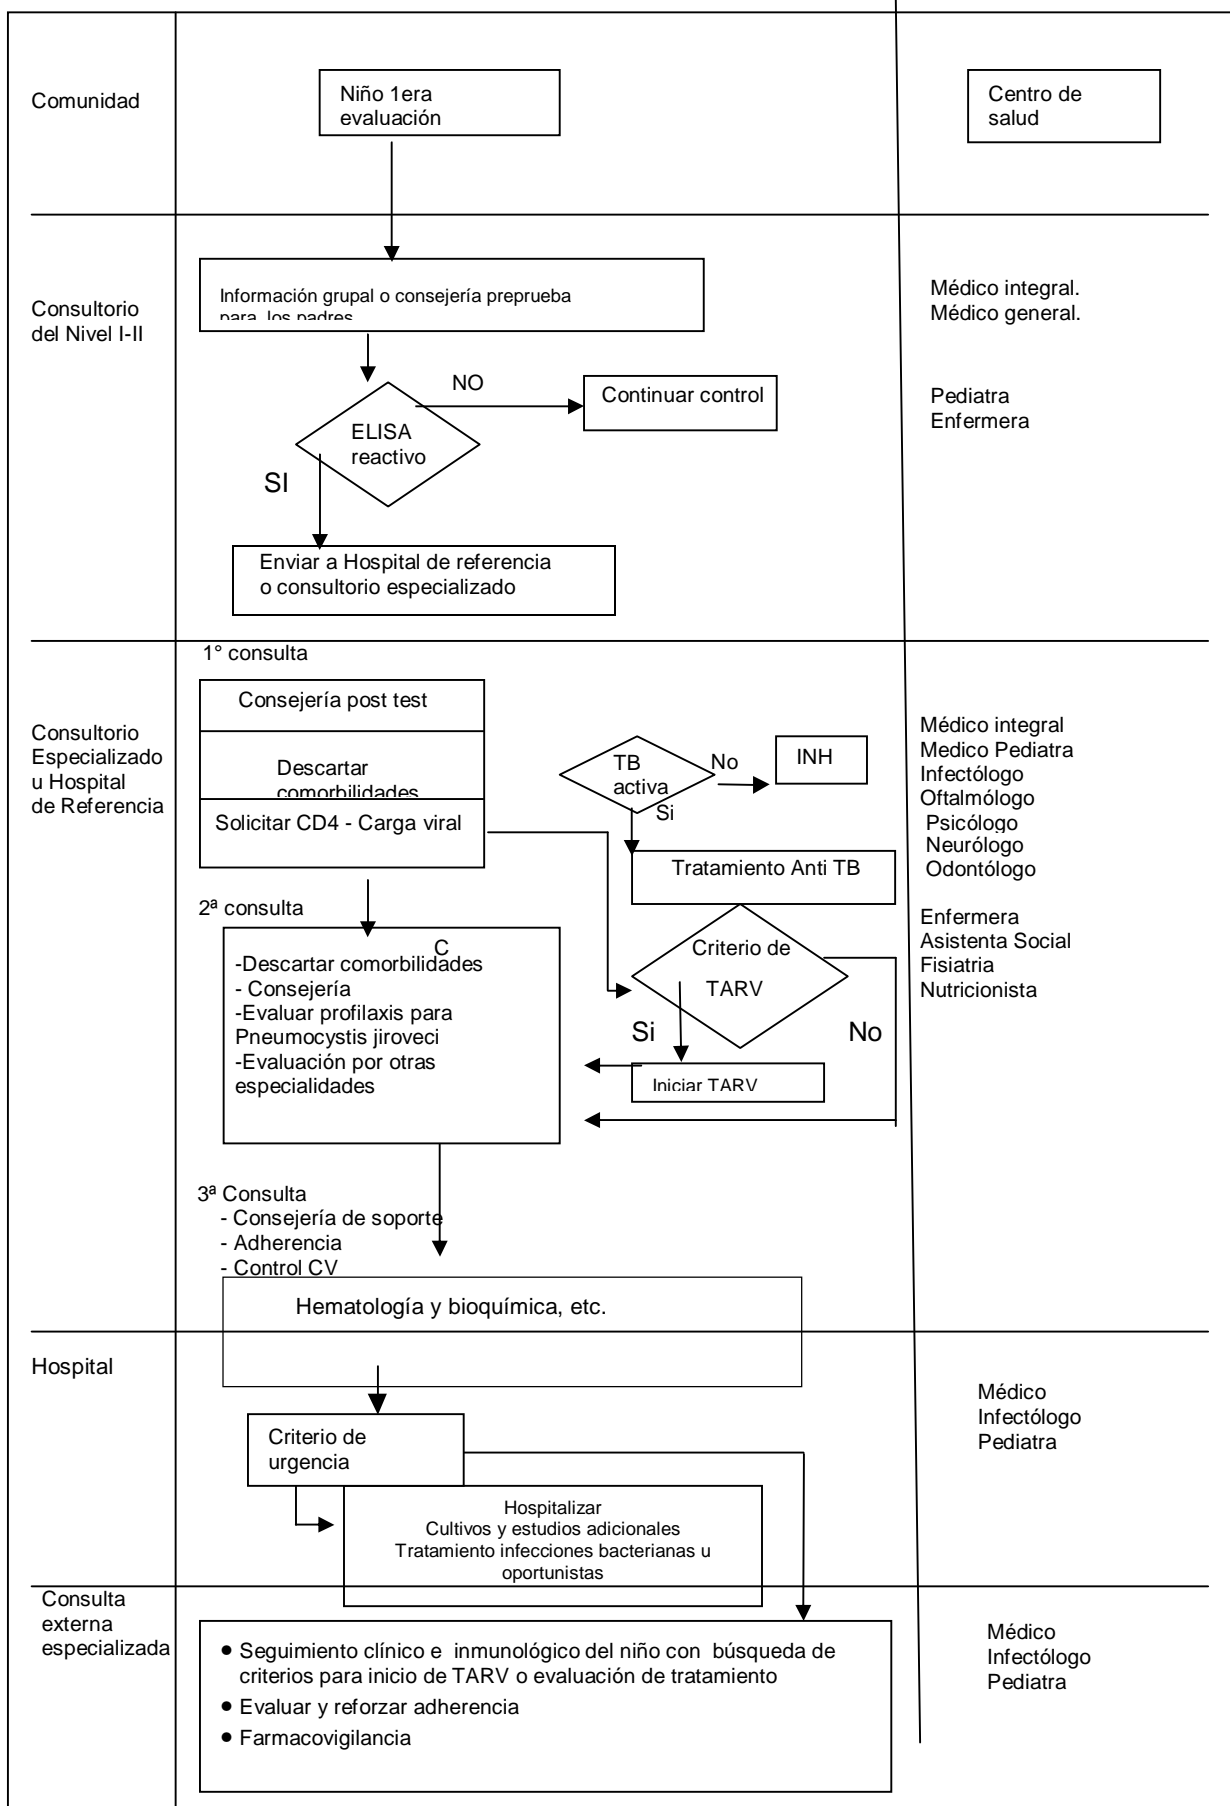 Comunidad
Niño 1era
evaluación
Centro de
salud
Consultorio
del Nivel I-II
Información grupal o consejería preprueba
para los padres
Médico integral.
Médico general.
Pediatra
Enfermera
NO
Continuar control
ELISA
reactivo
SI
Enviar a Hospital de referencia
o consultorio especializado
1° consulta
Consultorio
Especializado
u Hospital
de Referencia
Consejería post test
Descartar
comorbilidades
Solicitar CD4 - Carga viral
TB
activa
No
INH
Si
Tratamiento Anti TB
Médico integral
Medico Pediatra
Infectólogo
Oftalmólogo
Psicólogo
Neurólogo
Odontólogo
Enfermera
Asistenta Social
Fisiatria
Nutricionista
2ª consulta
C
-Descartar comorbilidades
- Consejería
-Evaluar profilaxis para
Pneumocystis jiroveci
-Evaluación por otras
especialidades
Criterio de
TARV
Si
No
Iniciar TARV
3ª Consulta
- Consejería de soporte
- Adherencia
- Control CV
Hematología y bioquímica, etc.
Hospital
Criterio de
urgencia
Hospitalizar
Cultivos y estudios adicionales
Tratamiento infecciones bacterianas u
oportunistas
Médico
Infectólogo
Pediatra
Consulta
externa
especializada
● Seguimiento clínico e inmunológico del niño con búsqueda de
criterios para inicio de TARV o evaluación de tratamiento
● Evaluar y reforzar adherencia
● Farmacovigilancia
Médico
Infectólogo
Pediatra